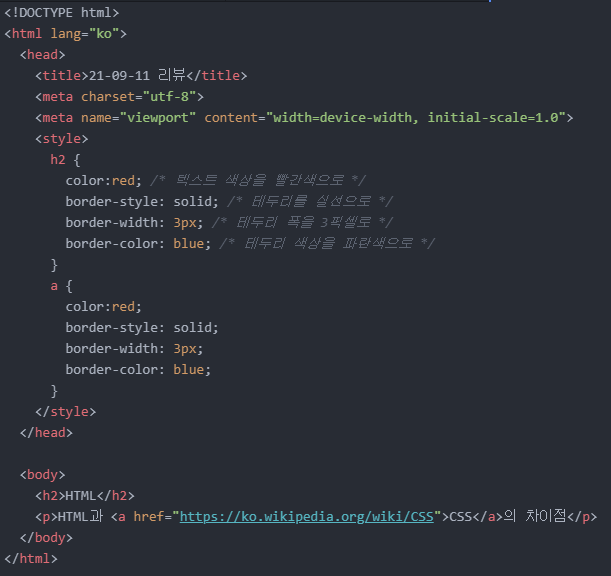 <!DOCTYPE html>
<html lang="ko">
<head>
<title>21-09-11 리뷰</title>
<meta charset="utf-8">
<meta name="viewport" content="width=device-width, initial-scale=1.0">
<style>
h2 {
color:red; /* 텍스트 색상을 빨간색으로 */
border-style: solid; /* 테두리를 실선으로 */
border-width: 3px; /* 테두리 폭을 3픽셀로 */
border-color: blue; /* 테두리 색상을 파란색으로 */
}
a {
color:red;
border-style: solid;
border-width: 3px;
border-color: blue;
}
</style>
</head>
<body>
<h2>HTML</h2>
<p>HTML과 <a href="https://ko.wikipedia.org/wiki/CSS">CSS</a>의 차이점</p>
</body>
</html>